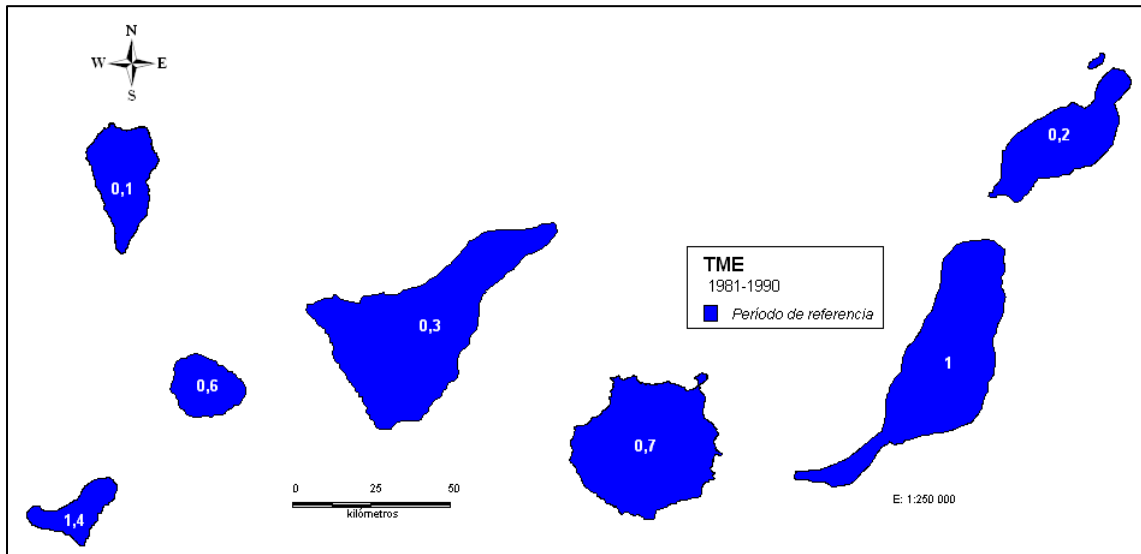 N
W E
S
0,2
0,1
TME
1981-1990
Período de referencia
0,3
1
0,6
0,7
0 25 50
kilómetros
E: 1:250 000
1,4